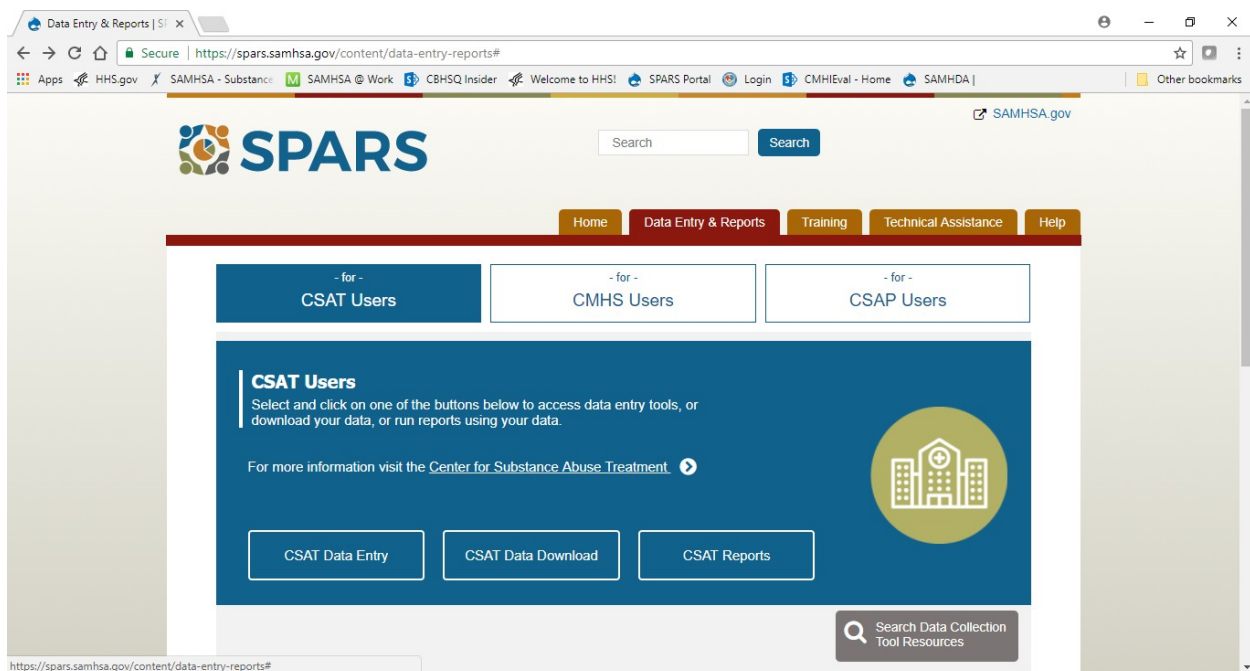 Data Entry & Reports | S
Secure | https://spars.samhsa.gov/content/data-entry-reports#
Apps HHS.gov SAMHSA - Substance SAMHSA @ Work CBHSQ Insider Welcome to HHS! SPARS Portal Login CMHIEval - Home SAMHDA | Other bookmarks
SAMHSA.gov
SPARS
Search Search
Home Data Entry & Reports Training Technical Assistance Help
- for - - for - - for -
CSAT Users CMHS Users CSAP Users
CSAT Users
Select and click on one of the buttons below to access data entry tools, or
download your data, or run reports using your data.
For more information visit the Center for Substance Abuse Treatment
CSAT Data Entry CSAT Data Download CSAT Reports
Search Data Collection
Tool Resources
https://spars.samhsa.gov/content/data-entry-reports#